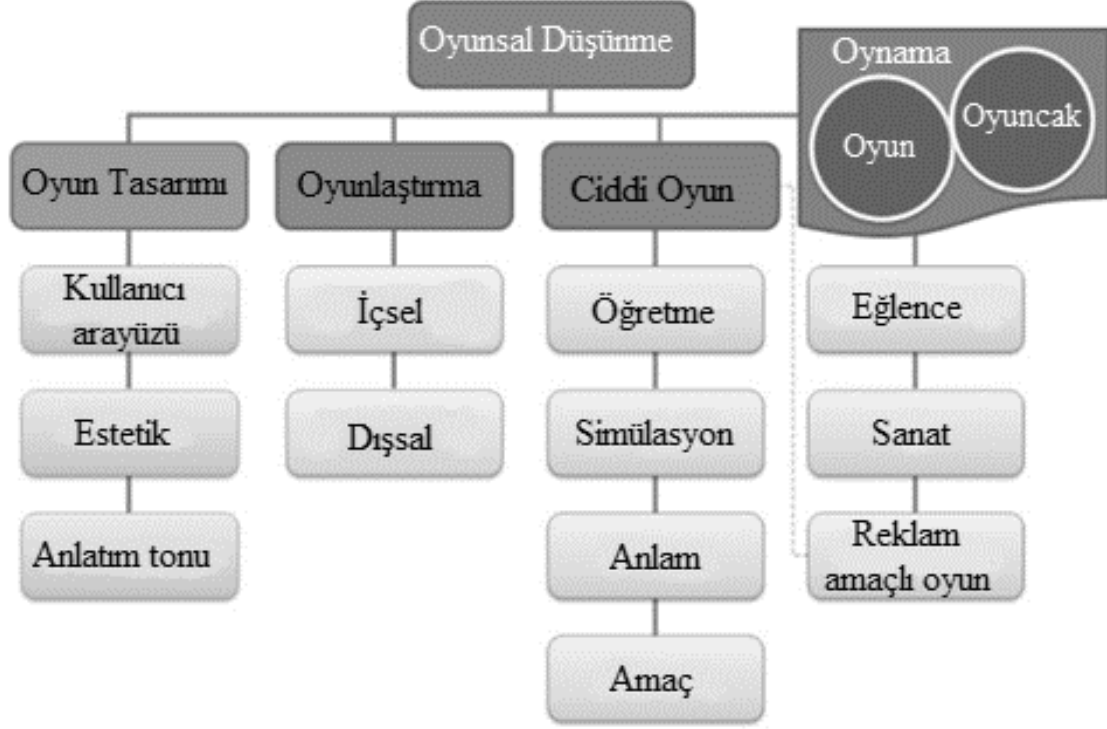 Oyunsal Düşünme
Oynama
Oyun
Oyuncak
Oyun Tasarımı
Oyunlaştırma
Ciddi Oyun
Kullanıcı
arayüzü
İçsel
Öğretme
Eğlence
Estetik
Dışsal
Simülasyon
Sanat
Anlatım tonu
Anlam
Reklam
amaçlı oyun
Amaç